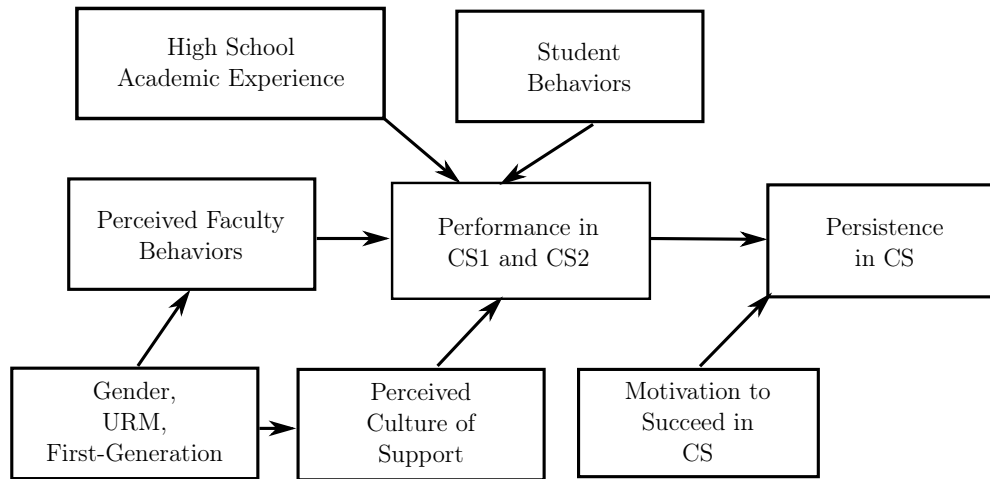 High School
Academic Experience
Student
Behaviors
Perceived Faculty
Behaviors
Performance in
CS1 and CS2
Persistence
in CS
Gender,
URM,
First-Generation
Perceived
Culture of
Support
Motivation to
Succeed in
CS